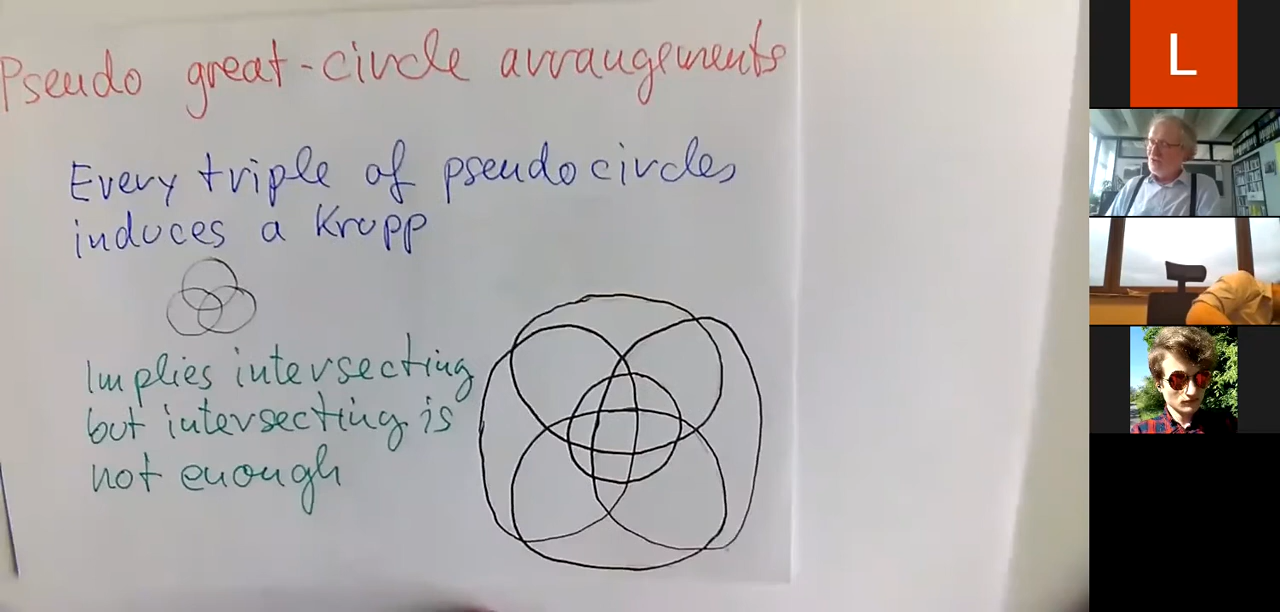 Pseudo great-circle arrangements
Every triple of pseudocircles
induces a Krupp
Implies intersecting
but intersecting is
not enough
L